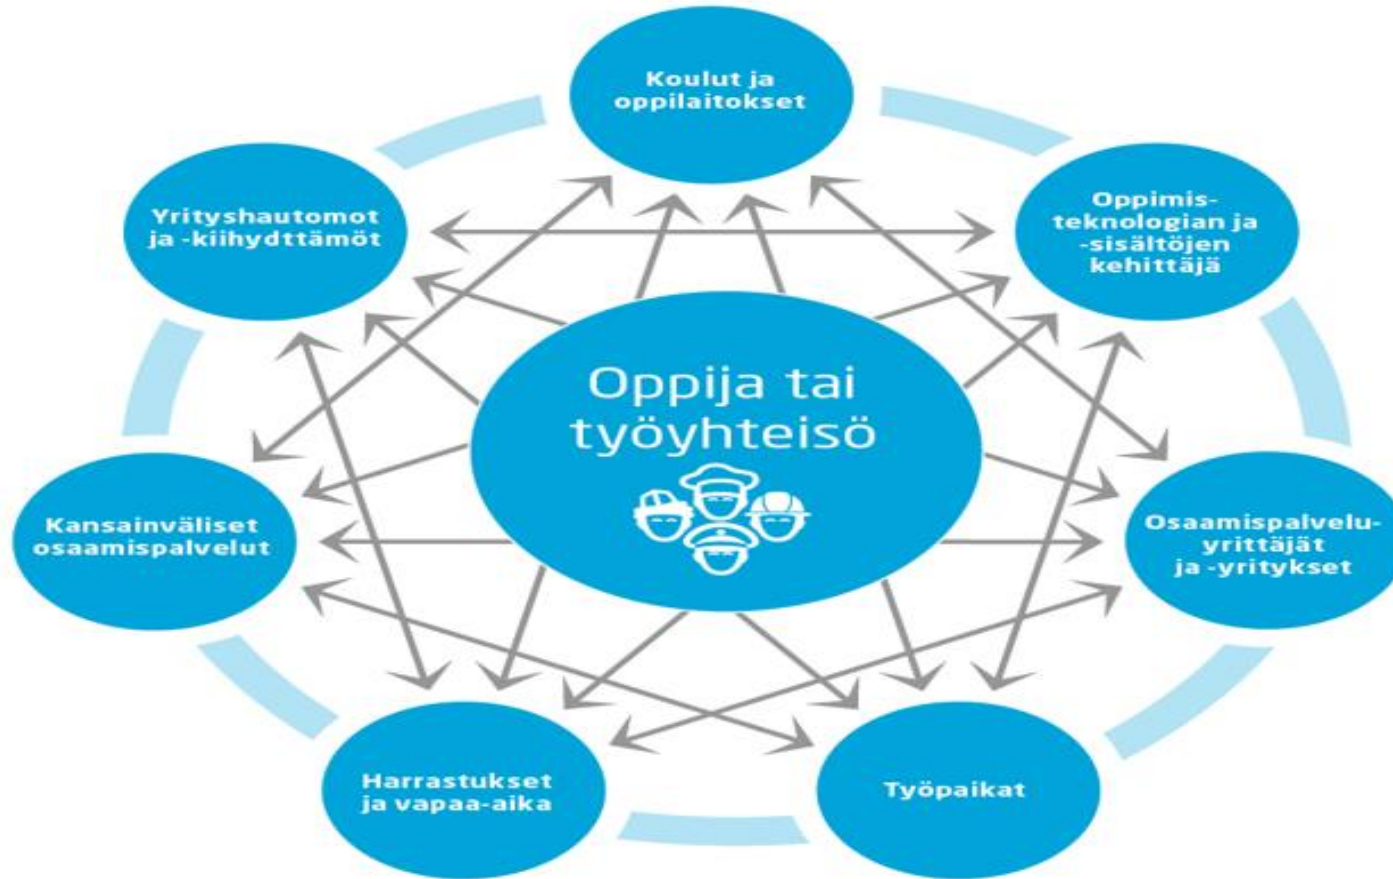 Koulut ja
oppilaitokset
Yrityshautomot
ja -kiihydttämöt
Oppimis-
teknologian ja
-sisältöjen
kehittäjä
Oppija tai
työyhteisö
Kansainväliset
osaamispalvelut
Osaamispalvelu-
yrittäjät
ja -yritykset
Harrastukset
ja vapaa-aika
Työpaikat